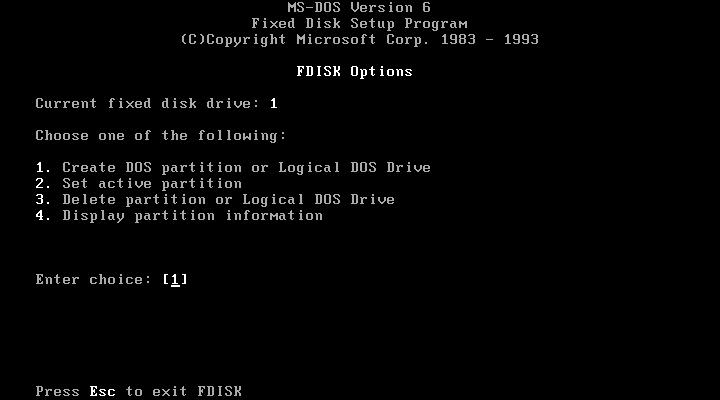 MS-DOS Version 6
Fixed Disk Setup Program
(C)Copyright Microsoft Corp. 1983 - 1993
FDISK Options
Current fixed disk drive: 1
Choose one of the following:
1. Create DOS partition or Logical DOS Drive
2. Set active partition
3. Delete partition or Logical DOS Drive
4. Display partition information
Enter choice: [1]
Press Esc to exit FDISK